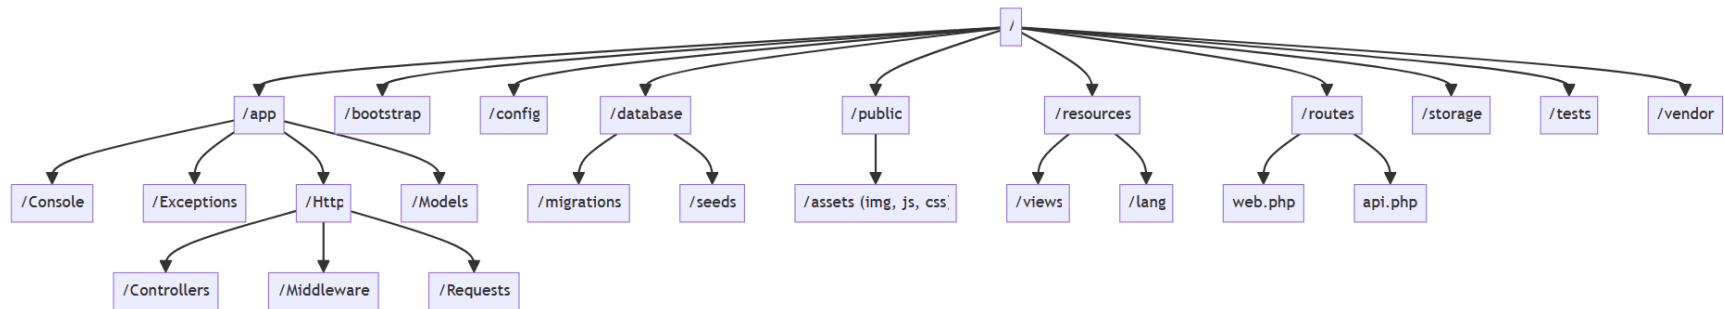 /
/app
/bootstrap
/config
/database
/public
/resources
/routes
/storage
/tests
/vendor
/Console
/Exceptions
/Http
/Models
/migrations
/seeds
/assets (img, js, css)
/views
/lang
web.php
api.php
/Controllers
/Middleware
/Requests